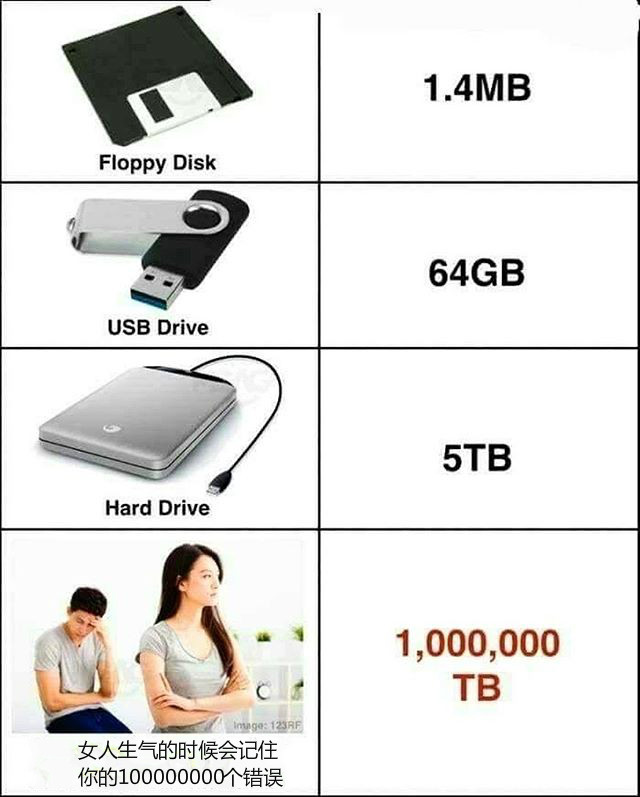 1.4MB
Floppy Disk
64GB
USB Drive
5TB
Hard Drive
1,000,000
TB
Image: 123RF
女人生气的时候会记住
你的100000000个错误